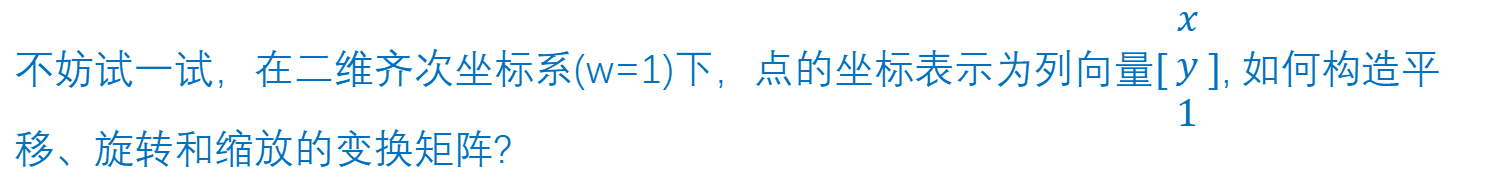 不妨试一试，在二维齐次坐标系(w=1)下，点的坐标表示为列向量[x y 1], 如何构造平
移、旋转和缩放的变换矩阵?